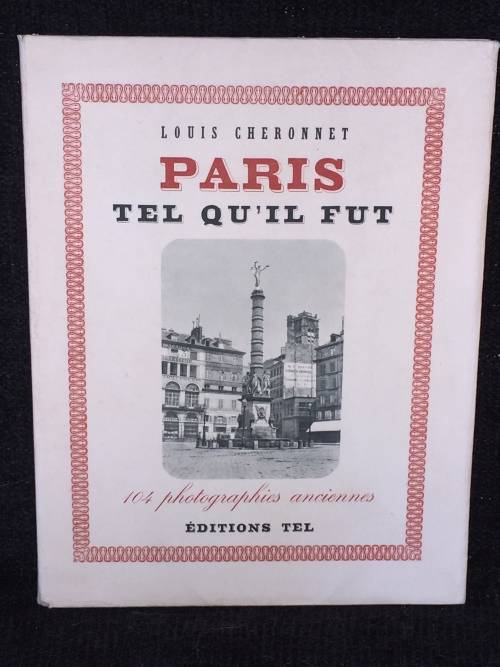 LOUIS CHERONNET
PARIS
TEL QU'IL FUT
104 photographies anciennes
ÉDITIONS TEL